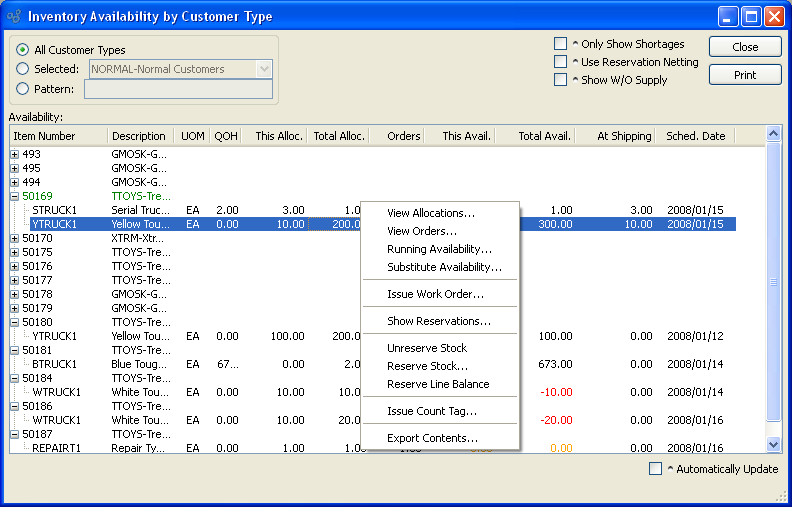 Inventory Availability by Customer Type
All Customer Types
Selected: NORMAL-Normal Customers
Pattern:
^ Only Show Shortages
^ Use Reservation Netting
^ Show W/O Supply
Close
Print
Availability:
Item Number Description UOM QOH This Alloc. Total Alloc. Orders This Avail. Total Avail. At Shipping Sched. Date
493 GMOSK-G...
495 GMOSK-G...
494 GMOSK-G...
50169 TTOYS-Tre...
STRUCK1 Serial Truc... EA 2.00 3.00 1.0 1.00 3.00 2008/01/15
YTRUCK1 Yellow Tou... EA 0.00 10.00 200.0 300.00 10.00 2008/01/15
50170 XTRM-Xtr...
50175 TTOYS-Tre...
50176 TTOYS-Tre...
50177 TTOYS-Tre...
50178 GMOSK-G...
50179 GMOSK-G...
50180 TTOYS-Tre...
YTRUCK1 Yellow Tou... EA 0.00 100.00 200.0 100.00 0.00 2008/01/12
50181 TTOYS-Tre...
BTRUCK1 Blue Toug... EA 67... 0.00 2.0 673.00 0.00 2008/01/14
50184 TTOYS-Tre...
WTRUCK1 White Tou... EA 0.00 10.00 10.0 -10.00 0.00 2008/01/14
50186 TTOYS-Tre...
WTRUCK1 White Tou... EA 0.00 10.00 20.0 -20.00 0.00 2008/01/16
50187 TTOYS-Tre...
REPAIRT1 Repair Ty... EA 0.00 1.00 1.00 0.00 0.00 2008/01/16
View Allocations...
View Orders...
Running Availability...
Substitute Availability...
Issue Work Order...
Show Reservations...
Unreserve Stock
Reserve Stock...
Reserve Line Balance
Issue Count Tag...
Export Contents...
^ Automatically Update